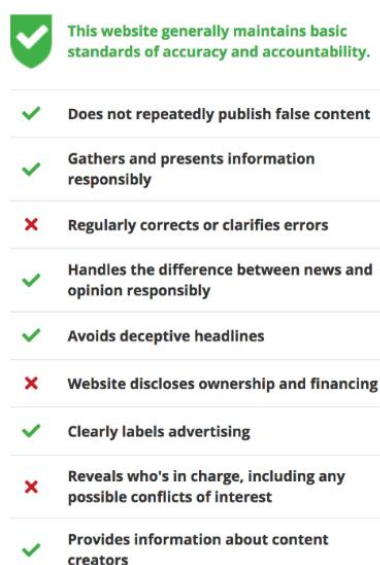 This website generally maintains basic
standards of accuracy and accountability.
Does not repeatedly publish false content
Gathers and presents information
responsibly
Regularly corrects or clarifies errors
Handles the difference between news and
opinion responsibly
Avoids deceptive headlines
Website discloses ownership and financing
Clearly labels advertising
Reveals who's in charge, including any
possible conflicts of interest
Provides information about content
creators